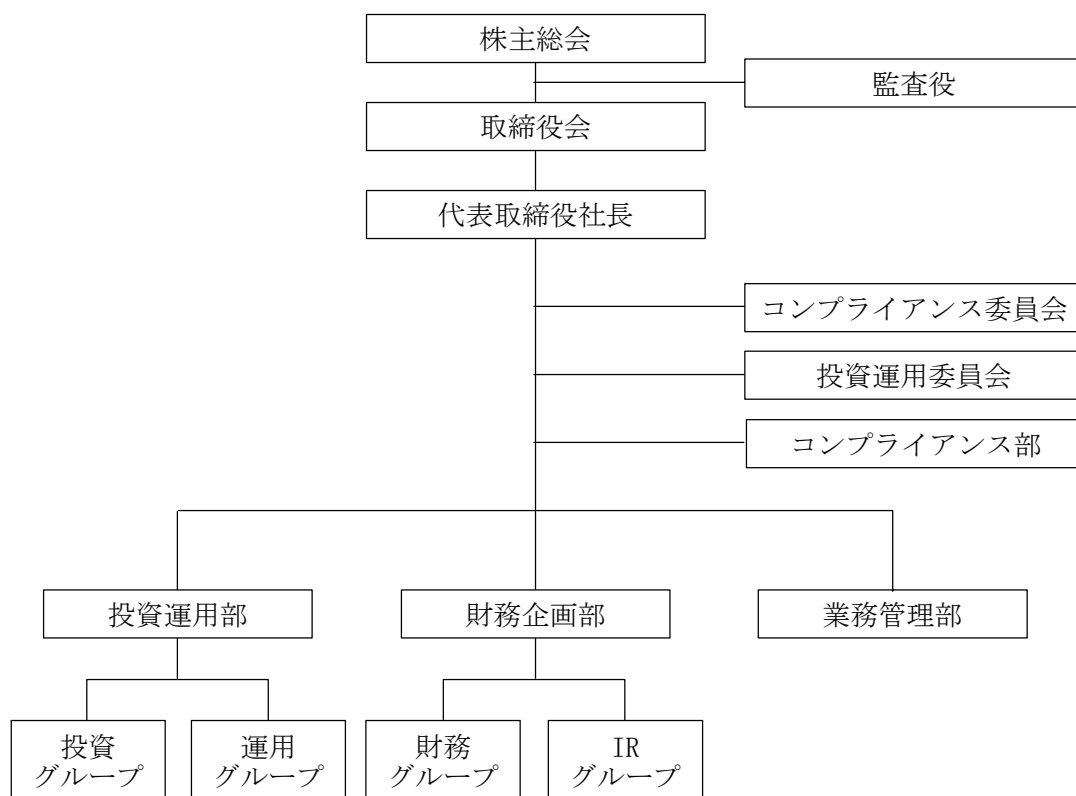 株主総会
監査役
取締役会
代表取締役社長
コンプライアンス委員会
投資運用委員会
コンプライアンス部
投資運用部
財務企画部
業務管理部
投資
グループ
運用
グループ
財務
グループ
IR
グループ